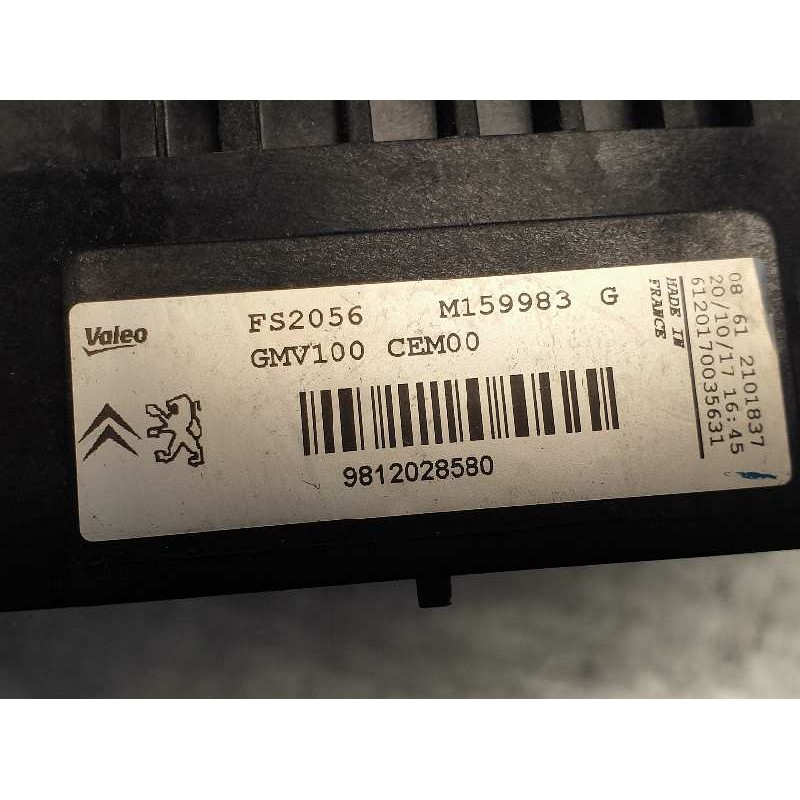 Valeo
FS2056 M159983 G
GMV100 CEM00
9812028580
MADE IN
FRANCE
08 61 2101837
20/10/17 16:45
6120170035631